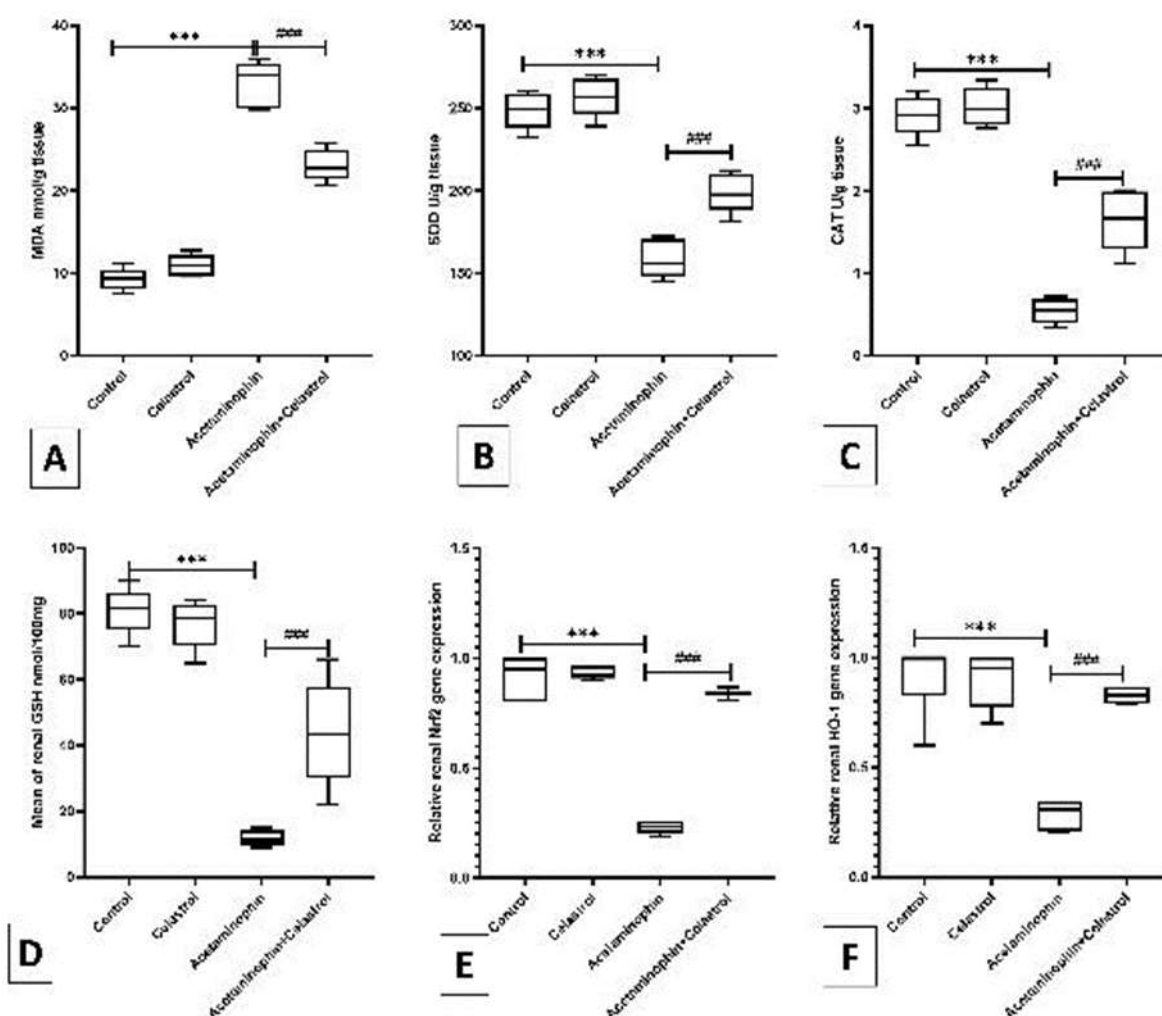 40
30
20
10
0
MDA nmol/g tissue
***
###
Control
Celastrol
Acetaminophin
Acetaminophin+Celastrol
A
300
250
200
150
100
SOD U/g tissue
***
###
Control
Celastrol
Acetaminophin
Acetaminophin+Celastrol
B
4
3
2
1
0
CAT U/g tissue
***
###
Control
Celastrol
Acetaminophin
Acetaminophin+Celastrol
C
100
80
60
40
20
0
Mean of renal GSH nmol/100mg
***
###
Control
Celastrol
Acetaminophin
Acetaminophin+Celastrol
D
1.5
1.0
0.5
0.0
Relative renal Nrf2 gene expression
***
###
Control
Celastrol
Acetaminophin
Acetaminophin+Celastrol
E
1.5
1.0
0.5
0.0
Relative renal HO-1 gene expression
***
###
Control
Celastrol
Acetaminophin
Acetaminophin+Celastrol
F